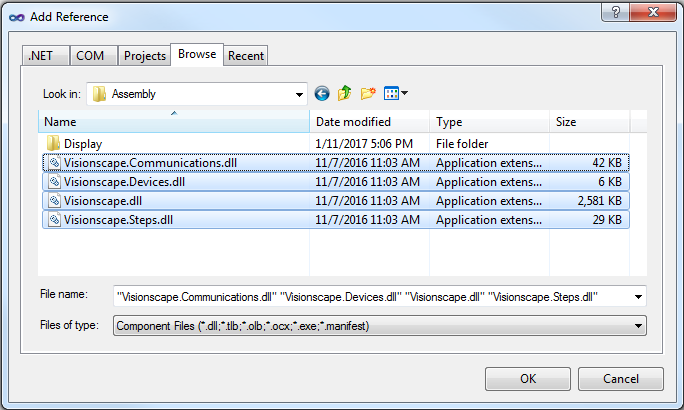 Add Reference
.NET COM Projects Browse Recent
Look in: Assembly
Name Date modified Type Size
Display 1/11/2017 5:06 PM File folder
Visionscape.Communications.dll 11/7/2016 11:03 AM Application extens... 42 KB
Visionscape.Devices.dll 11/7/2016 11:03 AM Application extens... 6 KB
Visionscape.dll 11/7/2016 11:03 AM Application extens... 2,581 KB
Visionscape.Steps.dll 11/7/2016 11:03 AM Application extens... 29 KB
File name: "Visionscape.Communications.dll" "Visionscape.Devices.dll" "Visionscape.dll" "Visionscape.Steps.dll"
Files of type: Component Files (*.dll;*.tlb;*.olb;*.ocx;*.exe;*.manifest)
OK Cancel